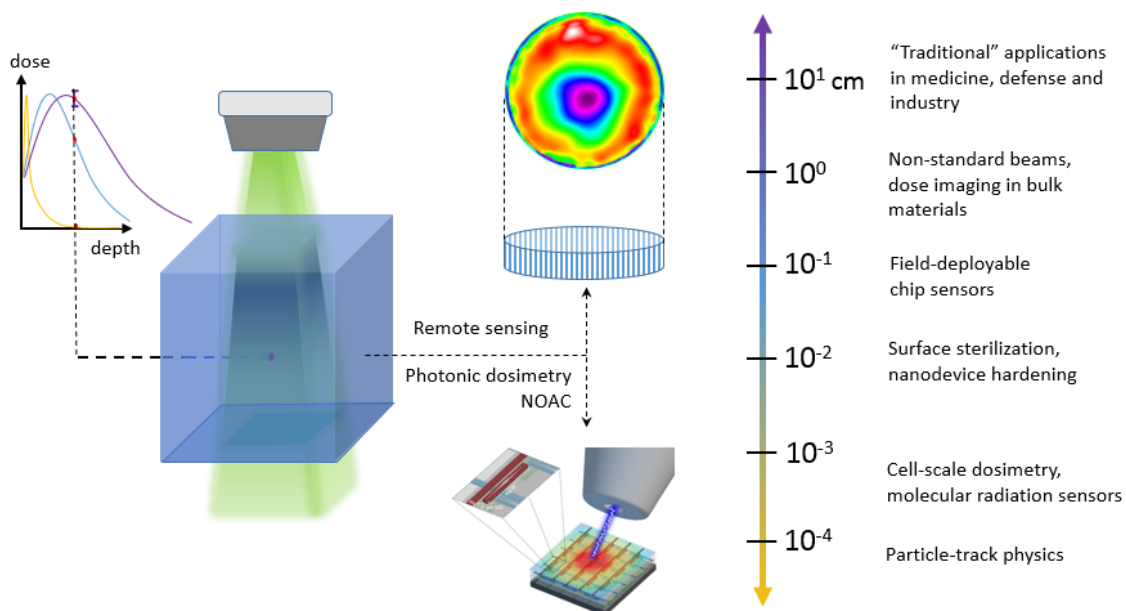 dose
depth
Remote sensing
Photonic dosimetry
NOAC
10¹ cm
10⁰
10⁻¹
10⁻²
10⁻³
10⁻⁴
“Traditional” applications
in medicine, defense and
industry
Non-standard beams,
dose imaging in bulk
materials
Field-deployable
chip sensors
Surface sterilization,
nanodevice hardening
Cell-scale dosimetry,
molecular radiation sensors
Particle-track physics